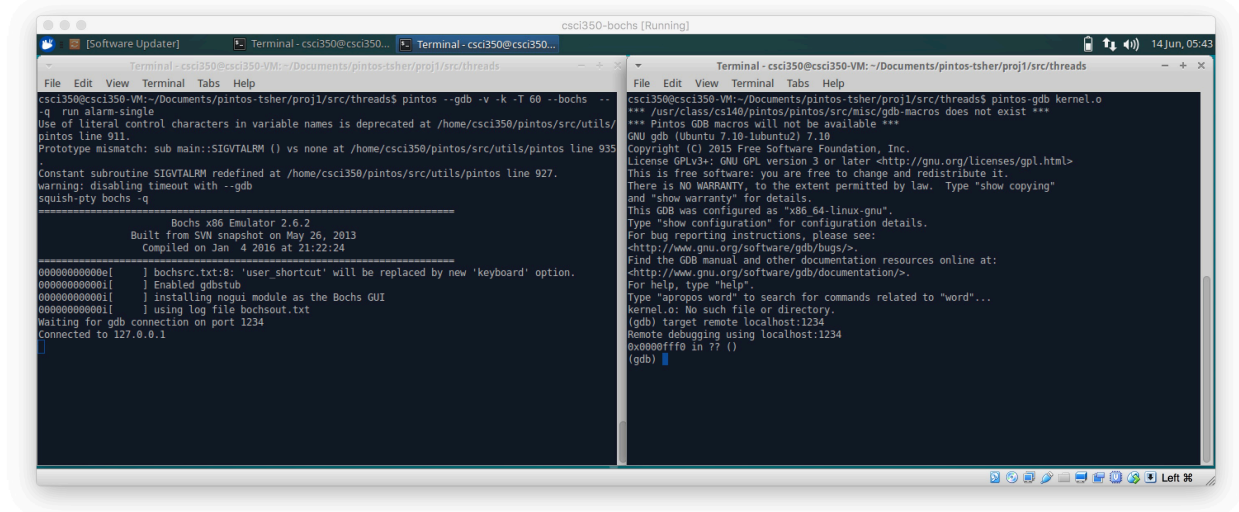 csci350-bochs [Running]
[Software Updater]
Terminal - csci350@csci350...
Terminal - csci350@csci350...
14 Jun, 05:43
Terminal - csci350@csci350-VM: ~/Documents/pintos-tsher/proj1/src/threads
File Edit View Terminal Tabs Help
csci350@csci350-VM:~/Documents/pintos-tsher/proj1/src/threads$ pintos --gdb -v -k -T 60 --bochs --
-q run alarm-single
Use of literal control characters in variable names is deprecated at /home/csci350/pintos/src/utils/
pintos line 911.
Prototype mismatch: sub main::SIGVTALRM () vs none at /home/csci350/pintos/src/utils/pintos line 935
.
Constant subroutine SIGVTALRM redefined at /home/csci350/pintos/src/utils/pintos line 927.
warning: disabling timeout with --gdb
squish-pty bochs -q
========================================================================
Bochs x86 Emulator 2.6.2
Built from SVN snapshot on May 26, 2013
Compiled on Jan 4 2016 at 21:22:24
========================================================================
00000000000e[ ] bochsrc.txt:8: 'user_shortcut' will be replaced by new 'keyboard' option.
00000000000i[ ] Enabled gdbstub
00000000000i[ ] installing nogui module as the Bochs GUI
00000000000i[ ] using log file bochsout.txt
Waiting for gdb connection on port 1234
Connected to 127.0.0.1
Terminal - csci350@csci350-VM: ~/Documents/pintos-tsher/proj1/src/threads
File Edit View Terminal Tabs Help
csci350@csci350-VM:~/Documents/pintos-tsher/proj1/src/threads$ pintos-gdb kernel.o
*** /usr/class/cs140/pintos/pintos/src/misc/gdb-macros does not exist ***
*** Pintos GDB macros will not be available ***
GNU gdb (Ubuntu 7.10-1ubuntu2) 7.10
Copyright (C) 2015 Free Software Foundation, Inc.
License GPLv3+: GNU GPL version 3 or later <http://gnu.org/licenses/gpl.html>
This is free software: you are free to change and redistribute it.
There is NO WARRANTY, to the extent permitted by law. Type "show copying"
and "show warranty" for details.
This GDB was configured as "x86_64-linux-gnu".
Type "show configuration" for configuration details.
For bug reporting instructions, please see:
<http://www.gnu.org/software/gdb/bugs/>.
Find the GDB manual and other documentation resources online at:
<http://www.gnu.org/software/gdb/documentation/>.
For help, type "help".
Type "apropos word" to search for commands related to "word"...
kernel.o: No such file or directory.
(gdb) target remote localhost:1234
Remote debugging using localhost:1234
0x0000fff0 in ?? ()
(gdb)
Left ⌘